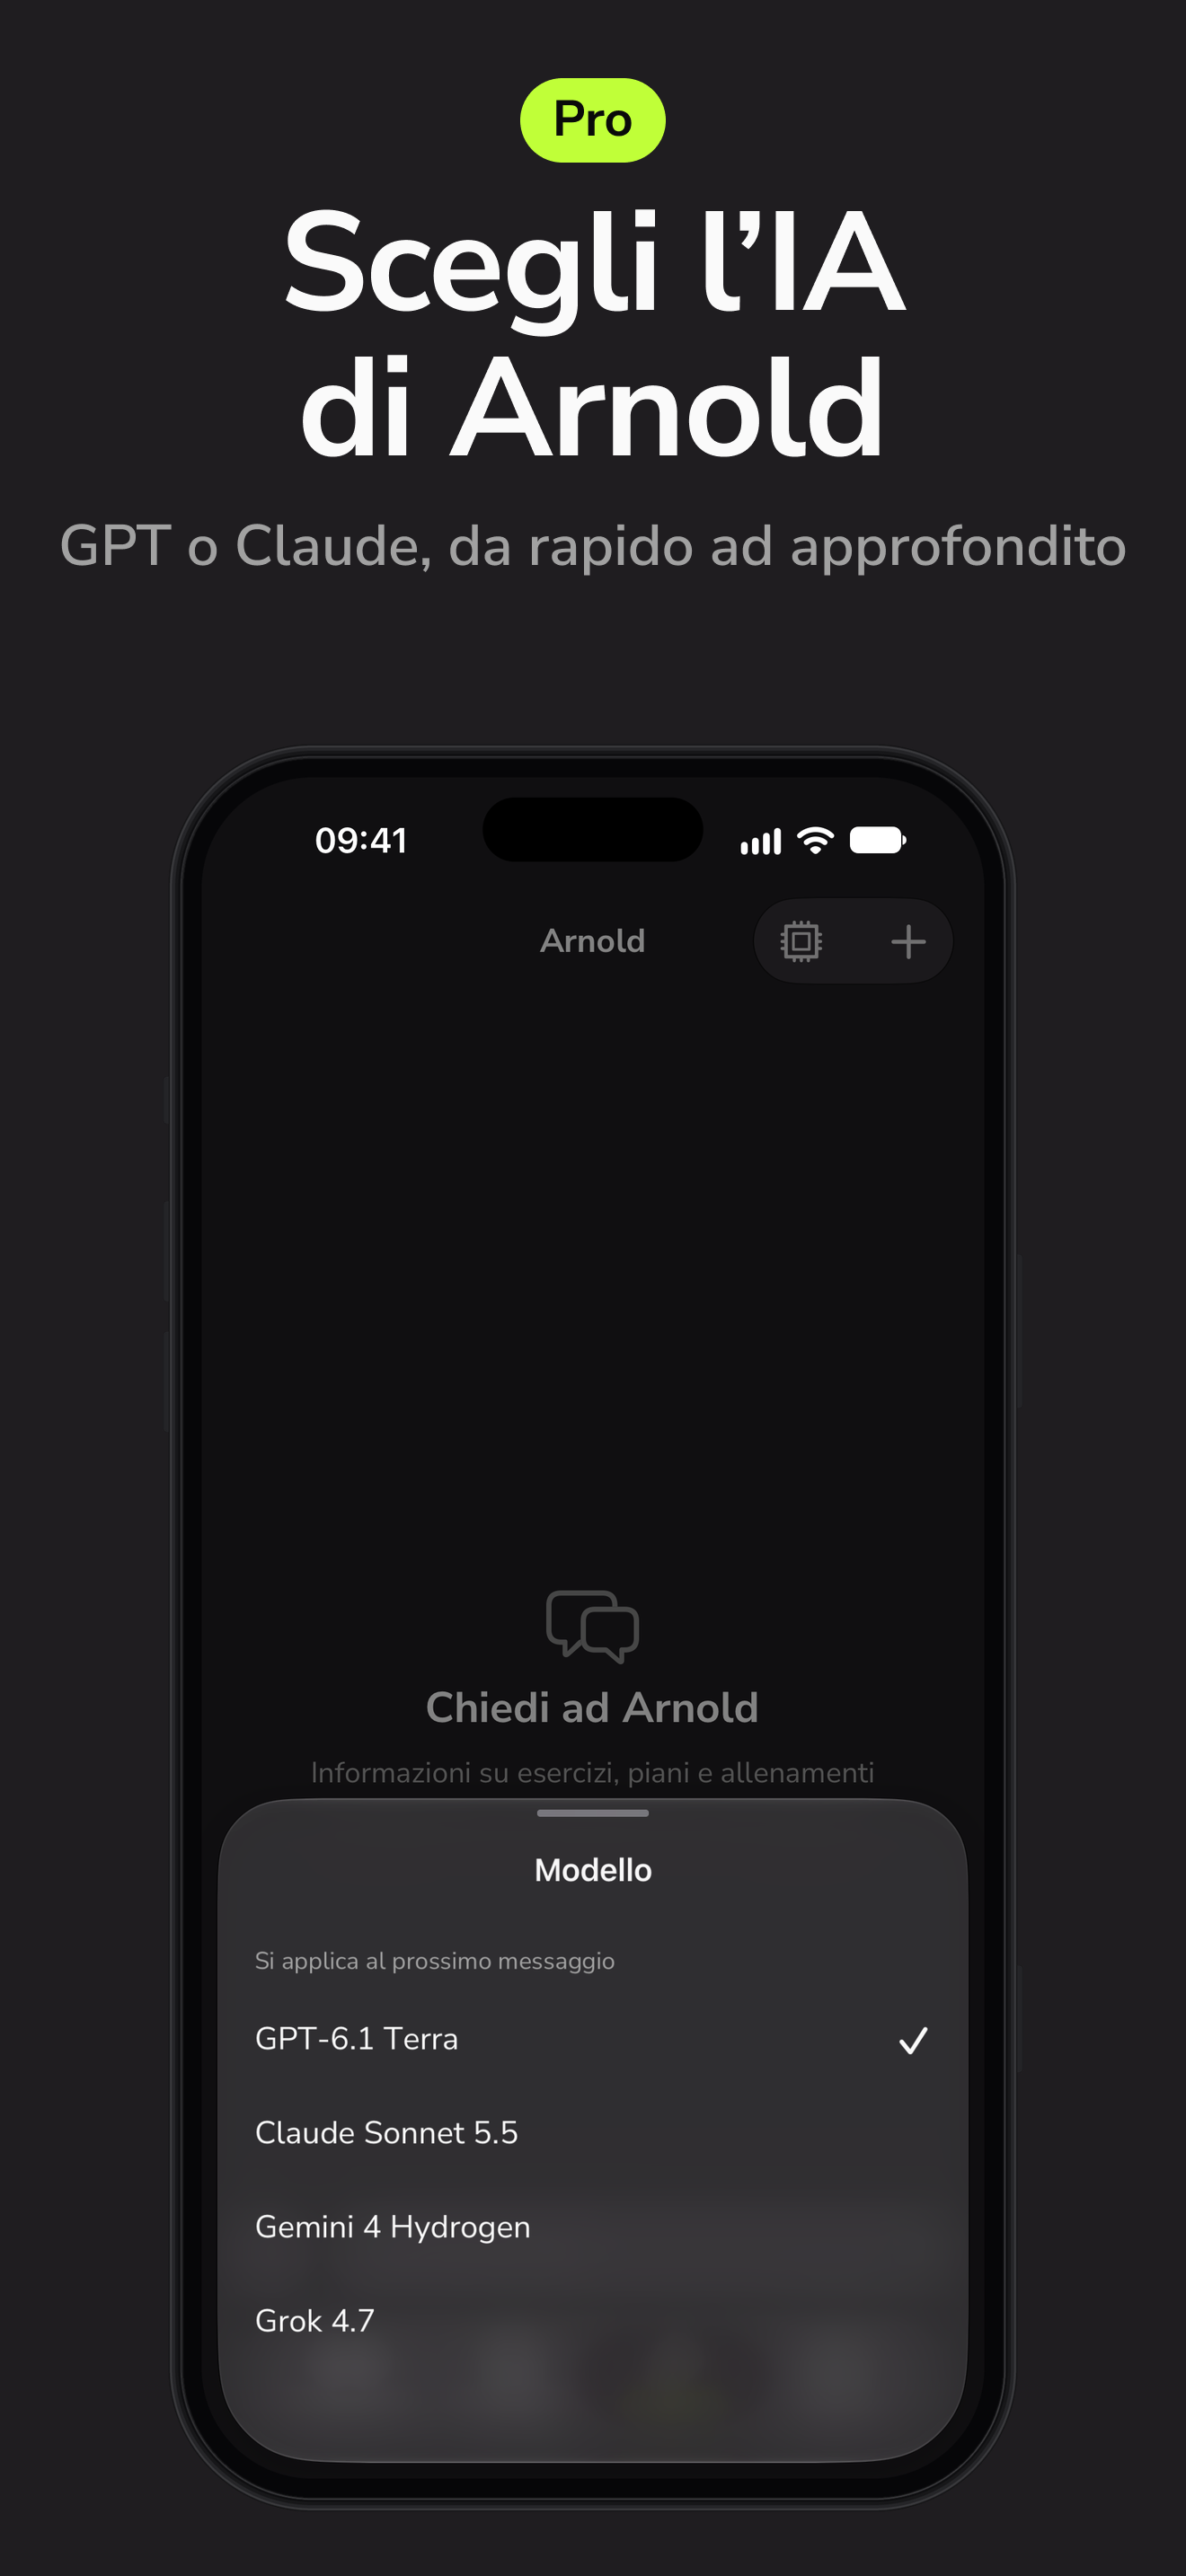 Pro
Scegli l’IA
di Arnold
GPT o Claude, da rapido ad approfondito
09:41
Arnold
Chiedi ad Arnold
Informazioni su esercizi, piani e allenamenti
Modello
Si applica al prossimo messaggio
GPT-6.1 Terra
Claude Sonnet 5.5
Gemini 4 Hydrogen
Grok 4.7